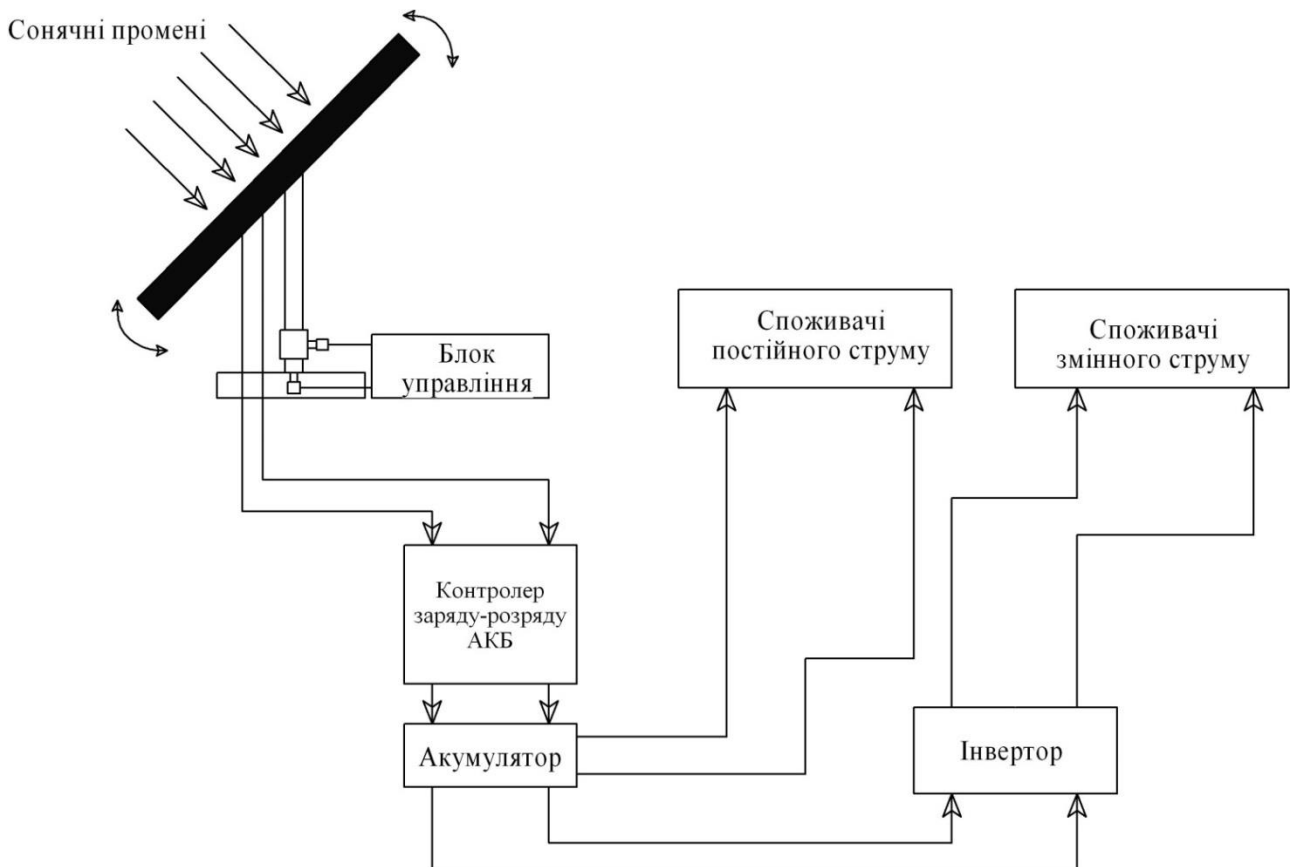 Сонячні промені
Блок
управління
Споживачі
постійного струму
Споживачі
змінного струму
Контролер
заряду-розряду
АКБ
Акумулятор
Інвертор